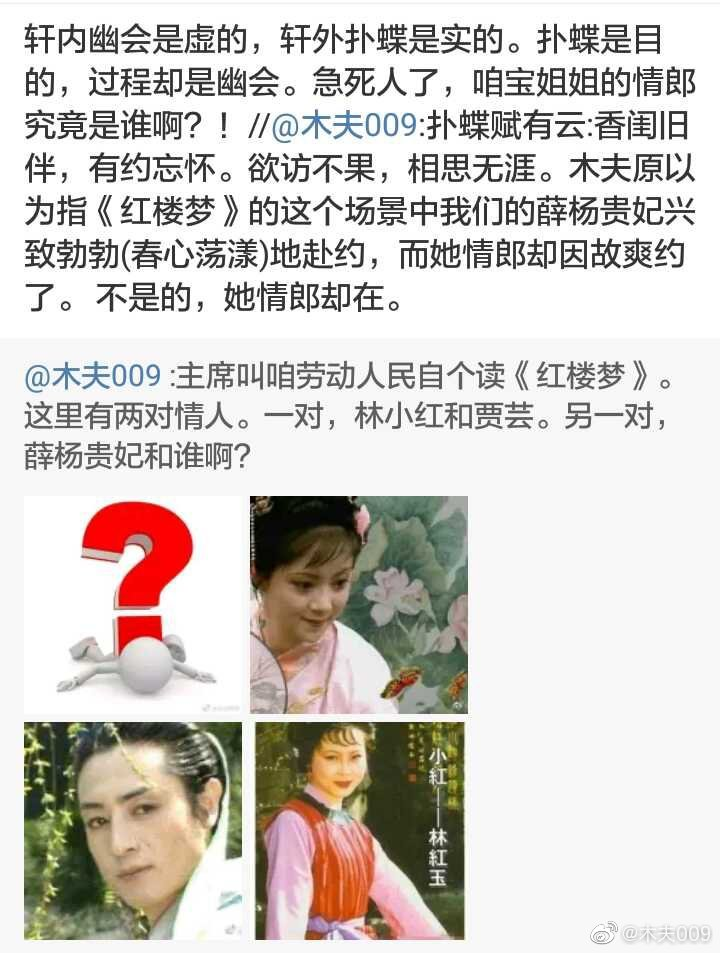 轩内幽会是虚的，轩外扑蝶是实的。扑蝶是目
的，过程却是幽会。急死人了，咱宝姐姐的情郎
究竟是谁啊？！//@木夫009:扑蝶赋有云:香闺旧
伴，有约忘怀。欲访不果，相思无涯。木夫原以
为指《红楼梦》的这个场景中我们的薛杨贵妃兴
致勃勃(春心荡漾)地赴约，而她情郎却因故爽约
了。 不是的，她情郎却在。
@木夫009 :主席叫咱劳动人民自个读《红楼梦》。
这里有两对情人。一对，林小红和贾芸。另一对，
薛杨贵妃和谁啊？
小紅——林紅玉
@木夫009